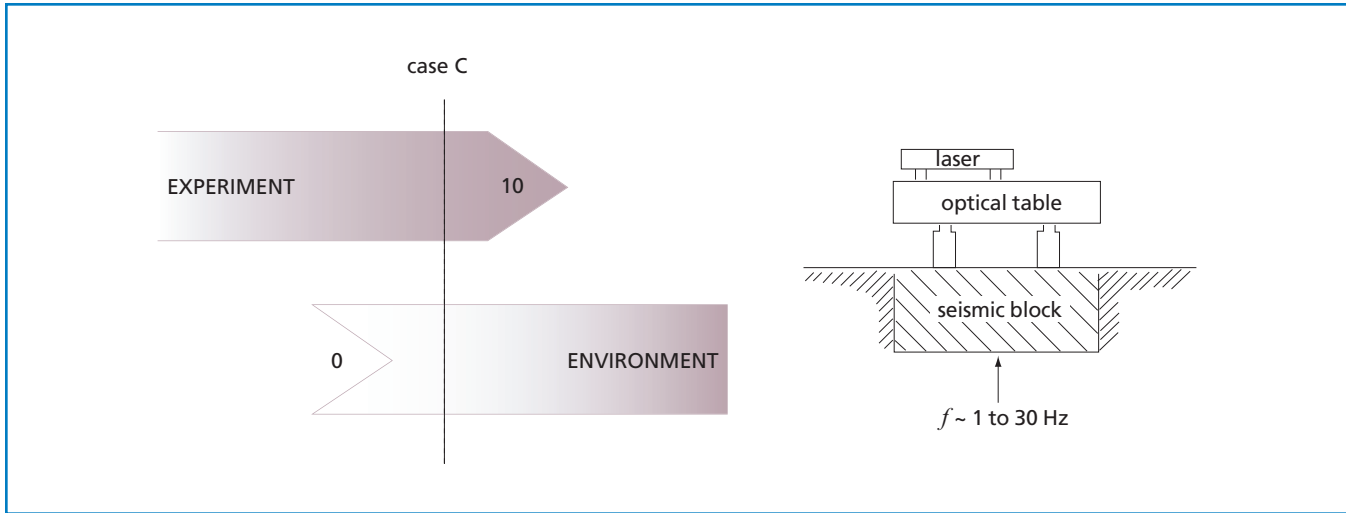 case C
EXPERIMENT
10
0
ENVIRONMENT
laser
optical table
seismic block
f ~ 1 to 30 Hz